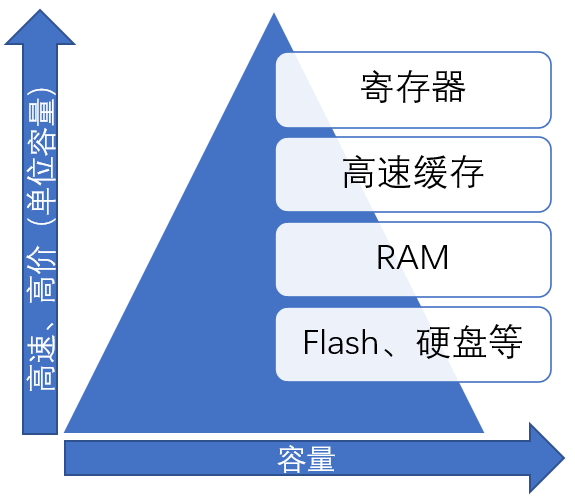 寄存器
高速缓存
RAM
Flash、硬盘等
高速、高价（单位容量）
容量